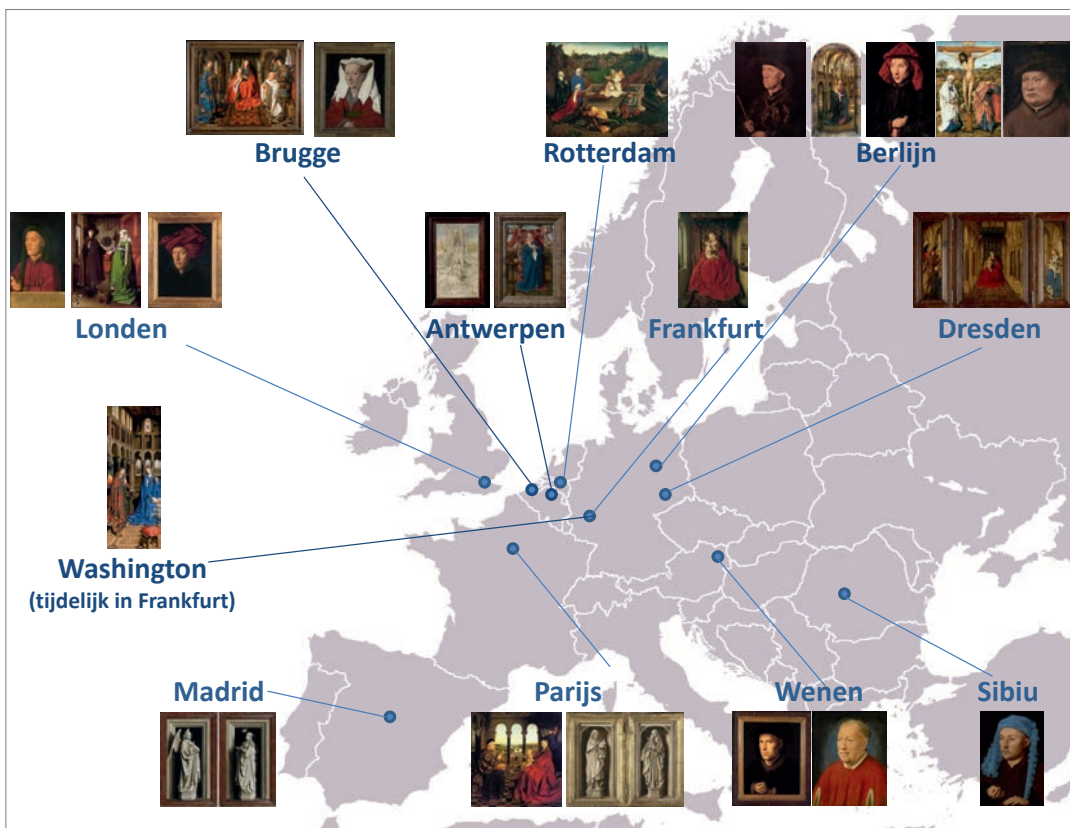 Brugge
Rotterdam
Berlijn
Londen
Antwerpen
Frankfurt
Dresden
Washington
(tijdelijk in Frankfurt)
Madrid
Parijs
Wenen
Sibiu